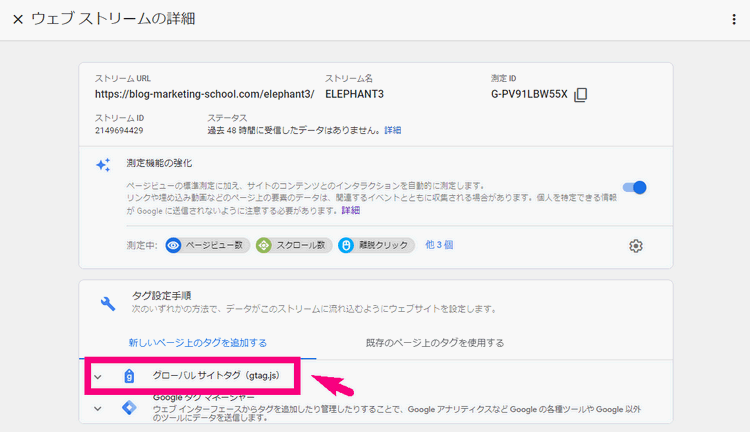 ウェブ ストリームの詳細
ストリーム URL
ストリーム名
測定 ID
https://blog-marketing-school.com/elephant3/
ELEPHANT3
G-PV91LBW55X
ストリーム ID
ステータス
2149694429
過去 48 時間に受信したデータはありません。詳細
測定機能の強化
ページビューの標準測定に加え、サイトのコンテンツとのインタラクションを自動的に測定します。
リンクや埋め込み動画などのページ上の要素のデータは、関連するイベントとともに収集される場合があります。個人を特定できる情報
が Google に送信されないように注意する必要があります。詳細
測定中:
ページビュー数
スクロール数
離脱クリック
他 3 個
タグ設定手順
次のいずれかの方法で、データがこのストリームに流れ込むようにウェブサイトを設定します。
新しいページ上のタグを追加する
既存のページ上のタグを使用する
グローバル サイトタグ（gtag.js）
Google タグ マネージャー
ウェブ インターフェースからタグを追加したり管理したりすることで、Google アナリティクスなど Google の各種ツールや Google 以外
のツールにデータを送信します。